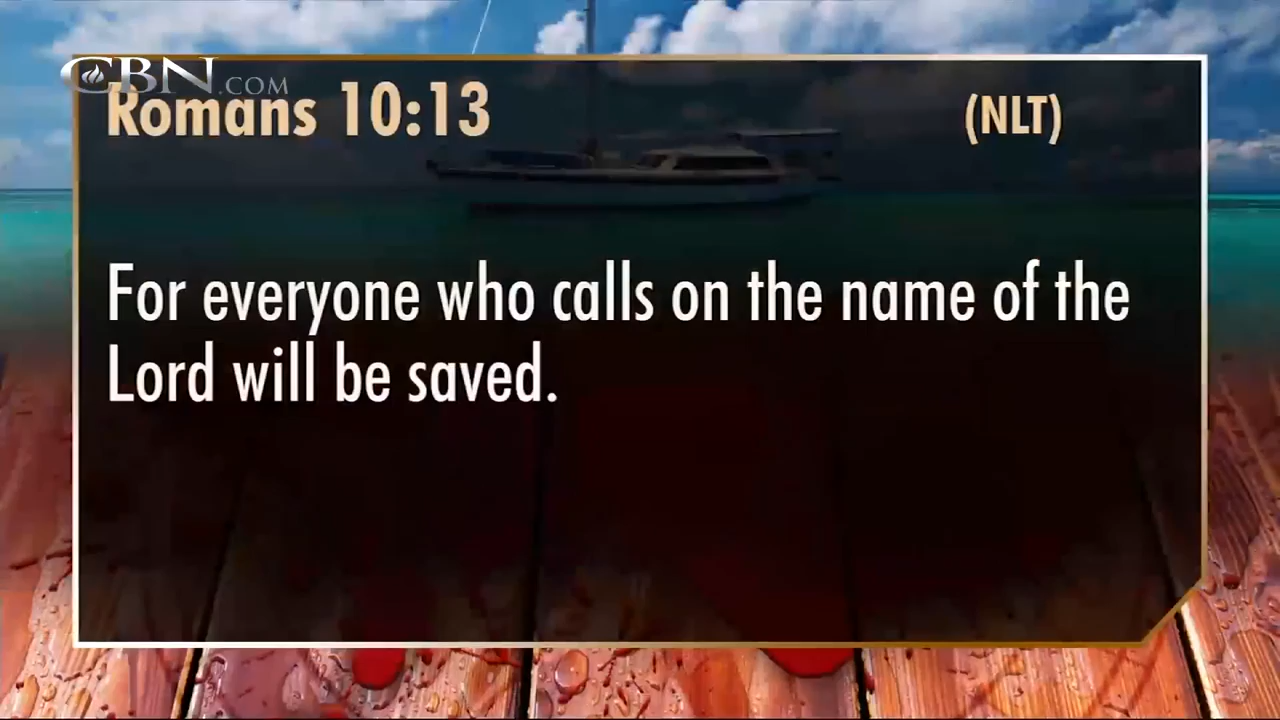 CBN.COM
Romans 10:13 (NLT)
For everyone who calls on the name of the
Lord will be saved.